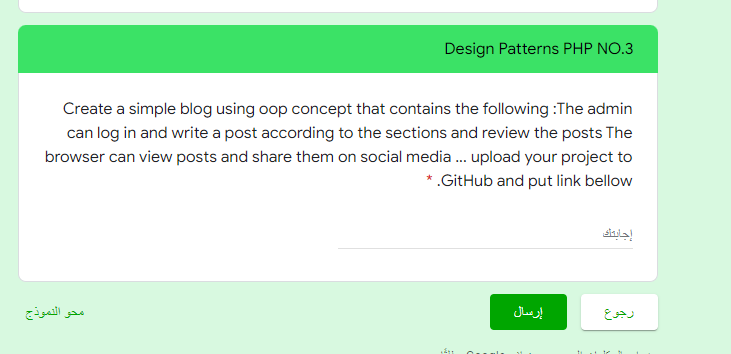 Design Patterns PHP NO.3
Create a simple blog using oop concept that contains the following :The admin
can log in and write a post according to the sections and review the posts The
browser can view posts and share them on social media ... upload your project to
* .GitHub and put link bellow
إجابتك
رجوع
إرسال
محو النموذج
Google